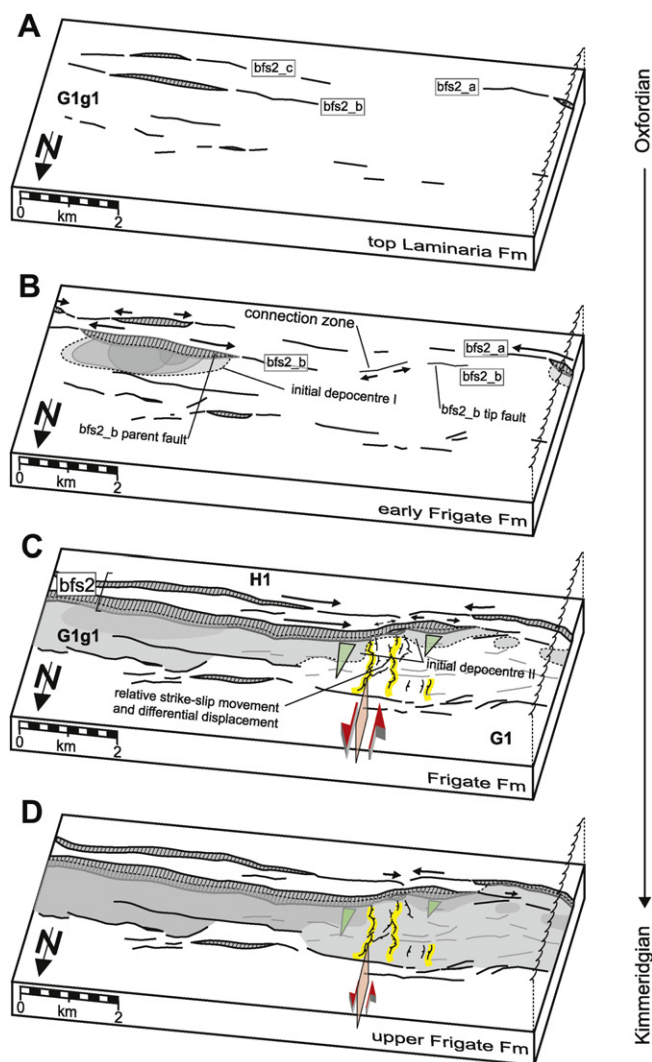 A
bfs2_c
bfs2_a
G1g1
bfs2_b
N
0 2
km
top Laminaria Fm
Oxfordian
B
connection zone
bfs2_a
bfs2_b
bfs2_b
initial depocentre I
bfs2_b tip fault
bfs2_b parent fault
N
0 2
km
early Frigate Fm
C
bfs2
H1
G1g1
initial depocentre II
relative strike-slip movement
and differential displacement
N
G1
0 2
km
Frigate Fm
D
N
0 2
km
upper Frigate Fm
Kimmeridgian